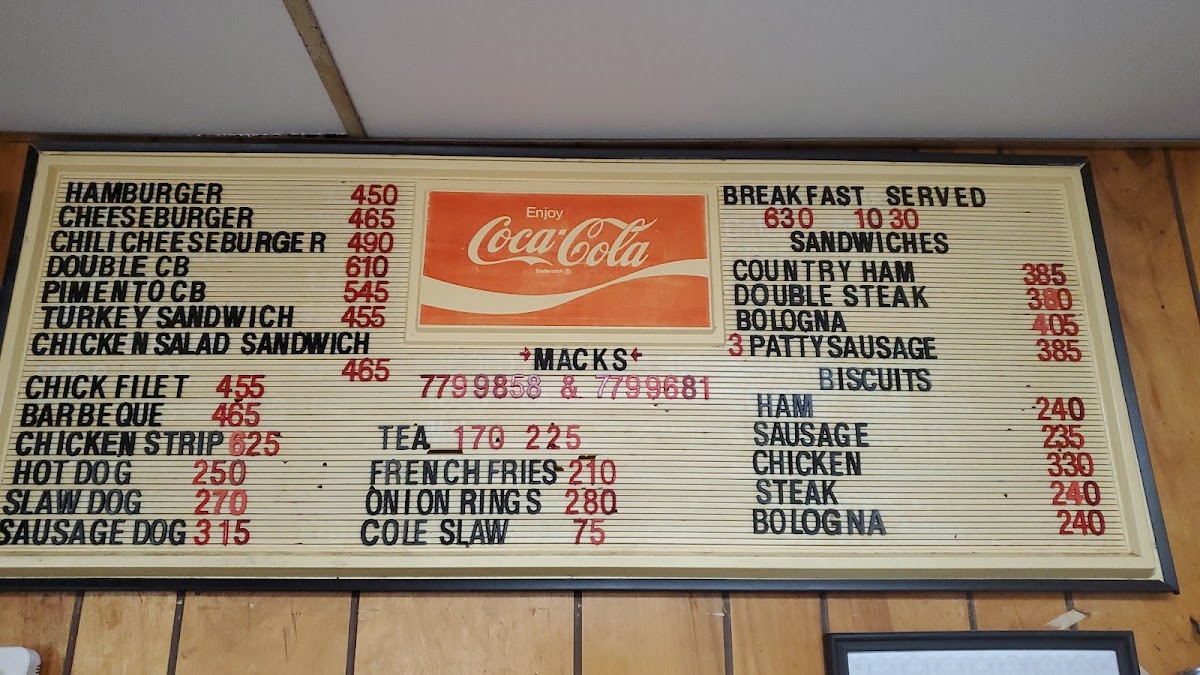 HAMBURGER 450
CHEESEBURGER 465
CHILI CHEESEBURGER 490
DOUBLE CB 610
PIMENTO CB 545
TURKEY SANDWICH 455
CHICKEN SALAD SANDWICH
465
CHICK FILET 455
BARBEQUE 465
CHICKEN STRIP 625
HOT DOG 250
SLAW DOG 270
SAUSAGE DOG 315
Enjoy
Coca-Cola
Trademark ®
MACKS
7799858 & 7799681
TEA 170 225
FRENCH FRIES 210
ONION RINGS 280
COLE SLAW 75
BREAKFAST SERVED
630 1030
SANDWICHES
COUNTRY HAM 385
DOUBLE STEAK 380
BOLOGNA 405
3 PATTY SAUSAGE 385
BISCUITS
HAM 240
SAUSAGE 235
CHICKEN 330
STEAK 240
BOLOGNA 240